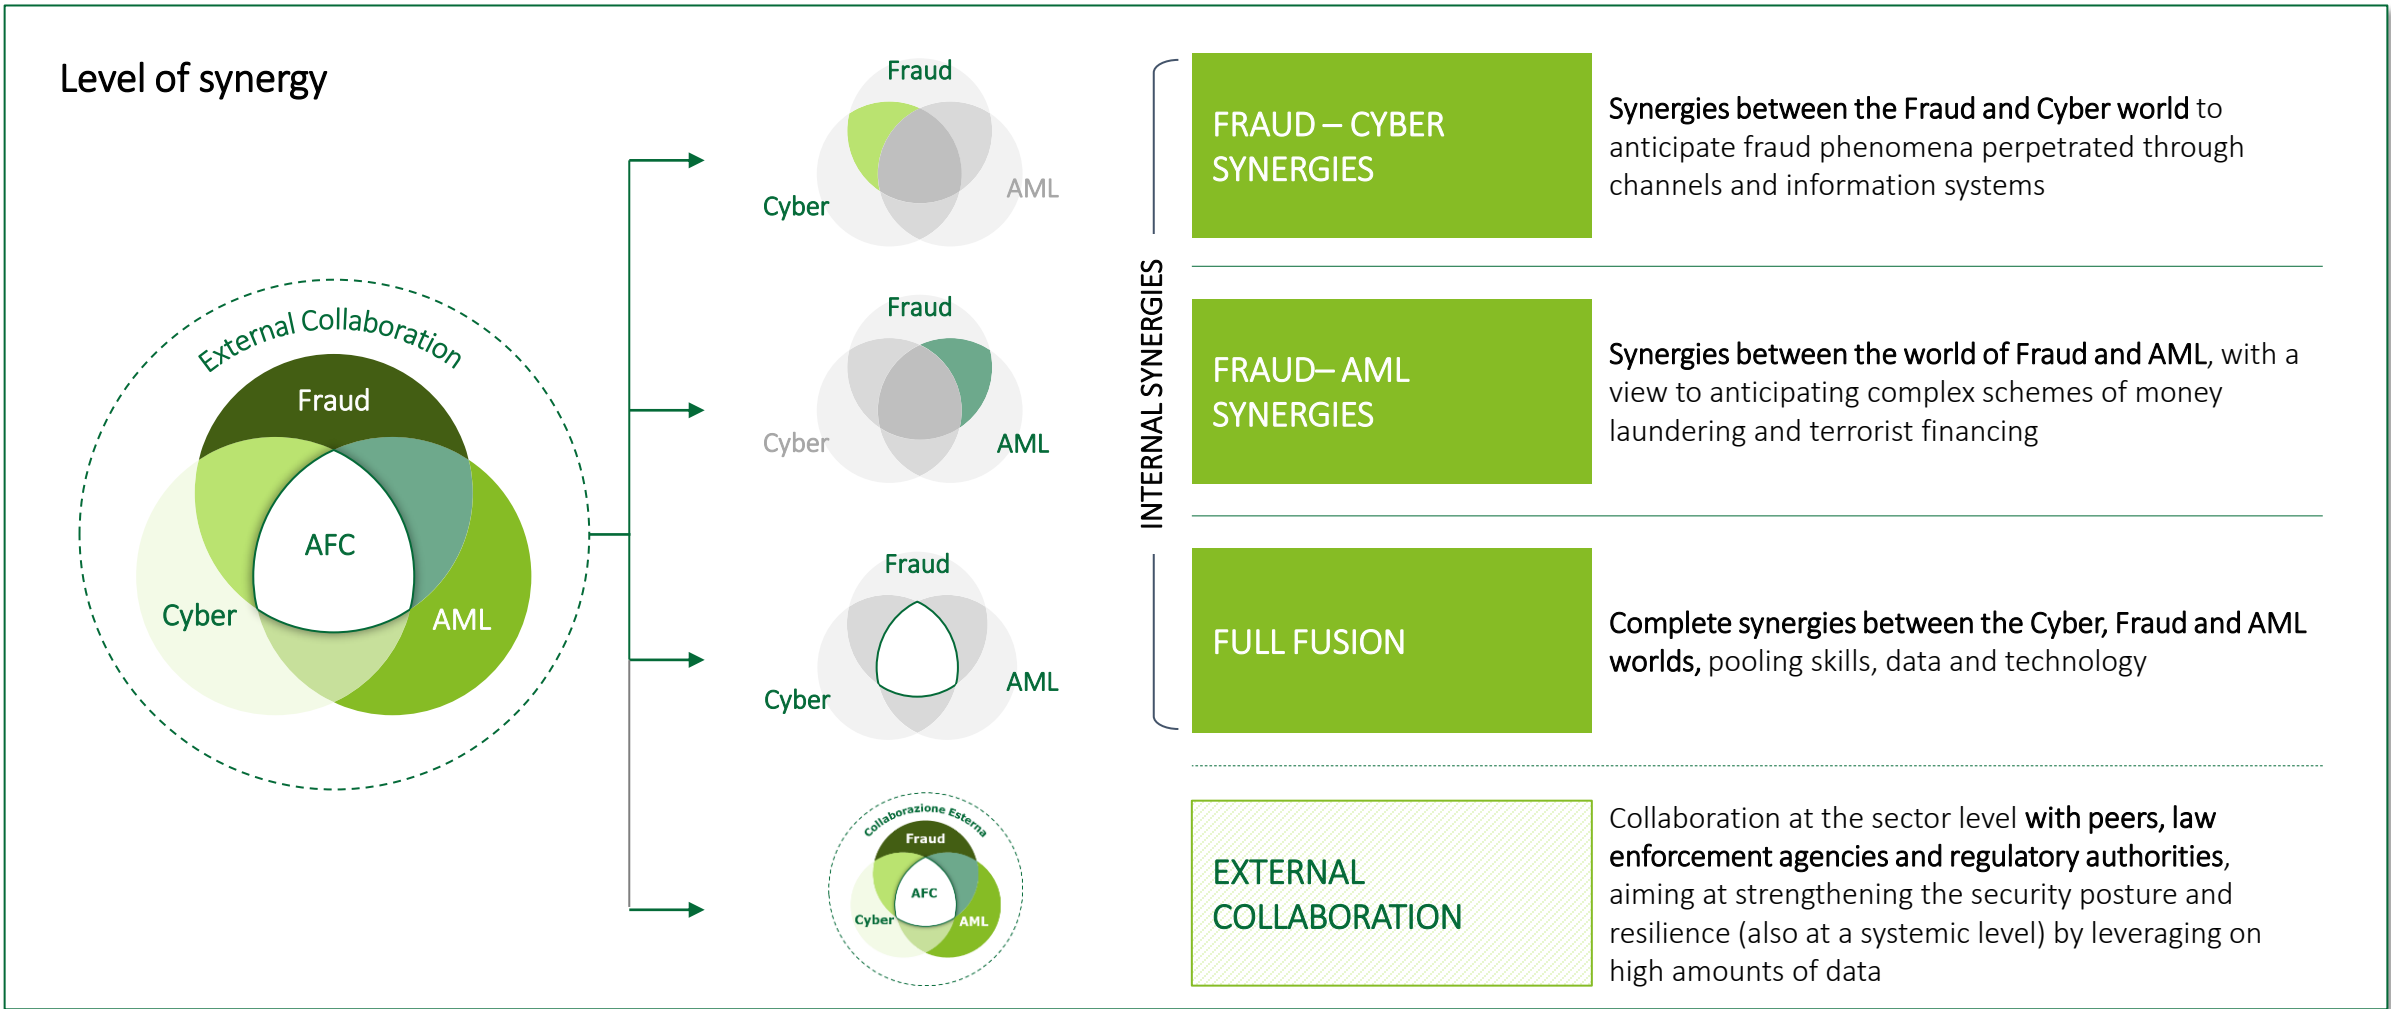 Level of synergy
External Collaboration
Fraud
AFC
Cyber
AML
Fraud
Cyber
AML
Fraud
Cyber
AML
Fraud
Cyber
AML
Collaborazione Esterna
Fraud
AFC
Cyber
AML
INTERNAL SYNERGIES
FRAUD – CYBER
SYNERGIES
Synergies between the Fraud and Cyber world to
anticipate fraud phenomena perpetrated through
channels and information systems
FRAUD– AML
SYNERGIES
Synergies between the world of Fraud and AML, with a
view to anticipating complex schemes of money
laundering and terrorist financing
FULL FUSION
Complete synergies between the Cyber, Fraud and AML
worlds, pooling skills, data and technology
EXTERNAL
COLLABORATION
Collaboration at the sector level with peers, law
enforcement agencies and regulatory authorities,
aiming at strengthening the security posture and
resilience (also at a systemic level) by leveraging on
high amounts of data